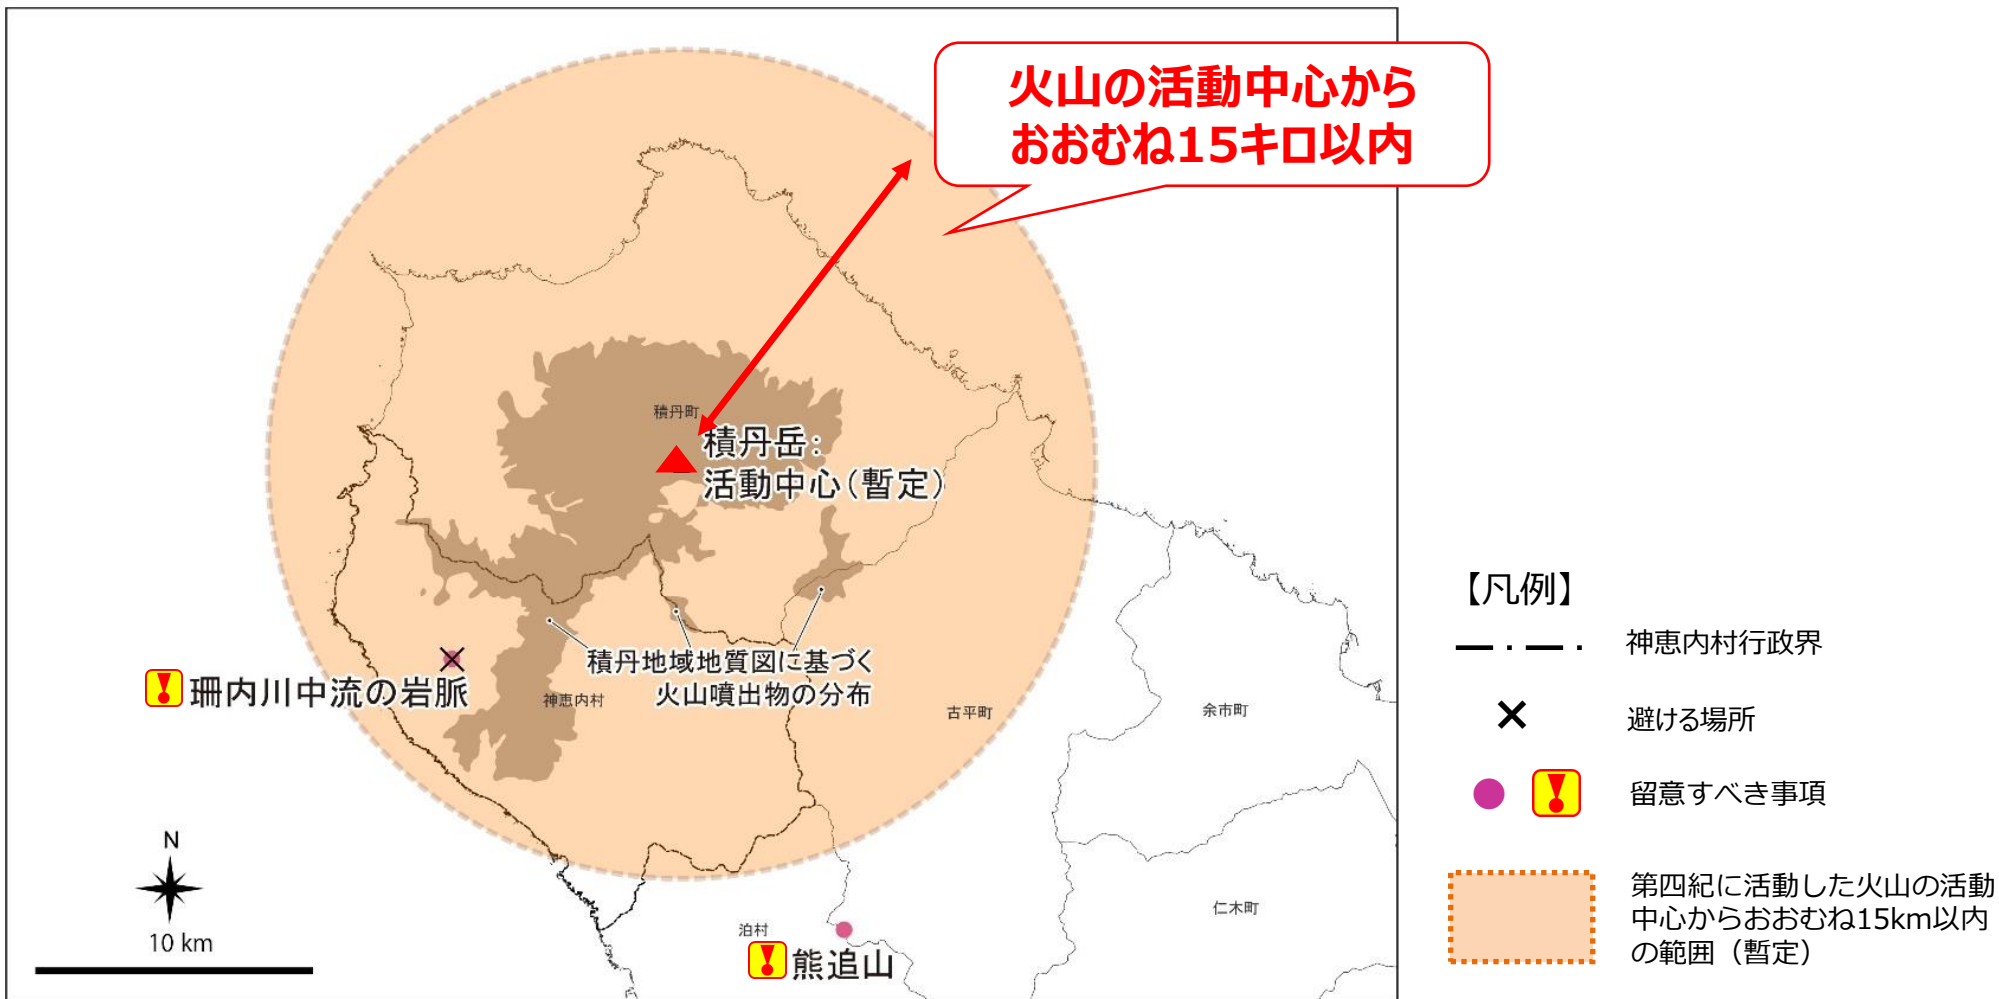 火山の活動中心から
おおむね15キロ以内
積丹町
積丹岳：
活動中心（暫定）
積丹地域地質図に基づく
火山噴出物の分布
珊内川中流の岩脈
神恵内村
古平町
余市町
仁木町
泊村
熊追山
N
10 km
【凡例】
神恵内村行政界
避ける場所
留意すべき事項
第四紀に活動した火山の活動
中心からおおむね15km以内
の範囲（暫定）